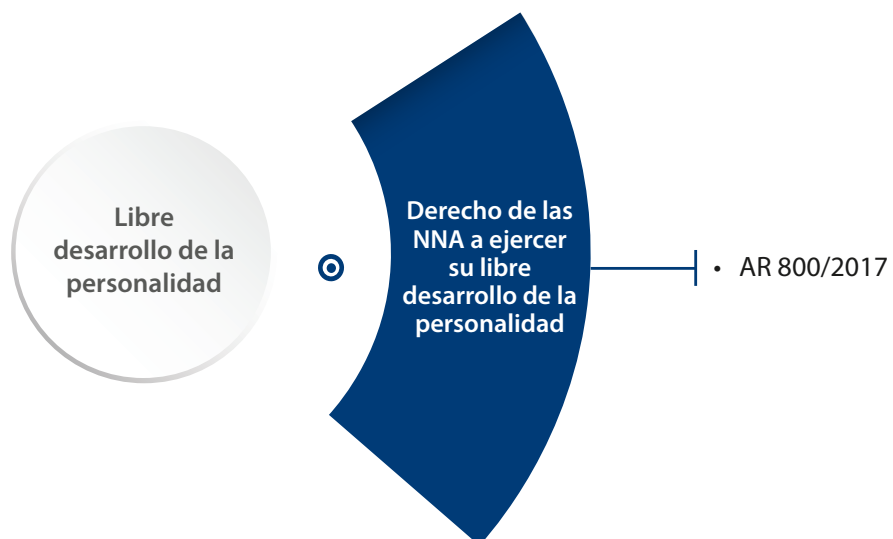 Libre
desarrollo de la
personalidad
Derecho de las
NNA a ejercer
su libre
desarrollo de la
personalidad
• AR 800/2017